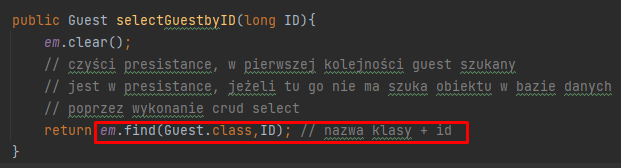 public Guest selectGuestbyID(long ID){
em.clear();
// czyści presistance, w pierwszej kolejności guest szukany
// jest w presistance, jeżeli tu go nie ma szuka obiektu w bazie danych
// poprzez wykonanie crud select
return em.find(Guest.class,ID); // nazwa klasy + id
}